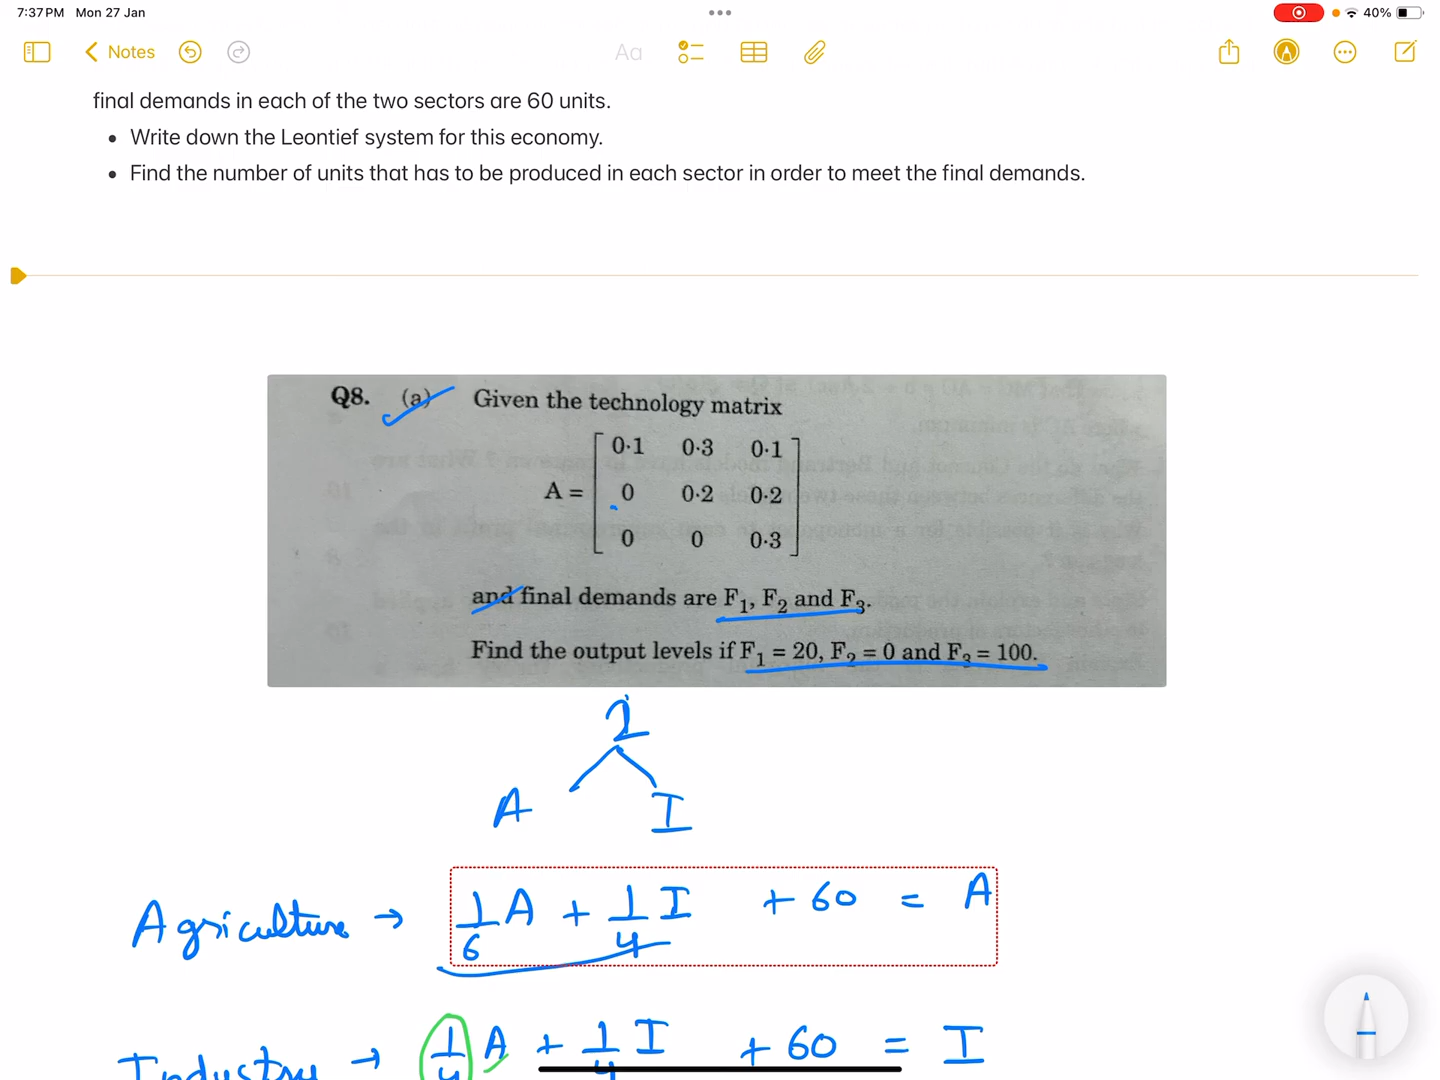 7:37 PM Mon 27 Jan
40%
Notes
Aa
final demands in each of the two sectors are 60 units.
• Write down the Leontief system for this economy.
• Find the number of units that has to be produced in each sector in order to meet the final demands.
Q8. (a) Given the technology matrix
0·1 0·3 0·1
A = 0 0·2 0·2
0 0 0·3
and final demands are F₁, F₂ and F₃.
Find the output levels if F₁ = 20, F₂ = 0 and F₃ = 100.
2
A I
Agriculture → 1/6 A + 1/4 I + 60 = A
Industry → 1/4 A + 1/4 I + 60 = I